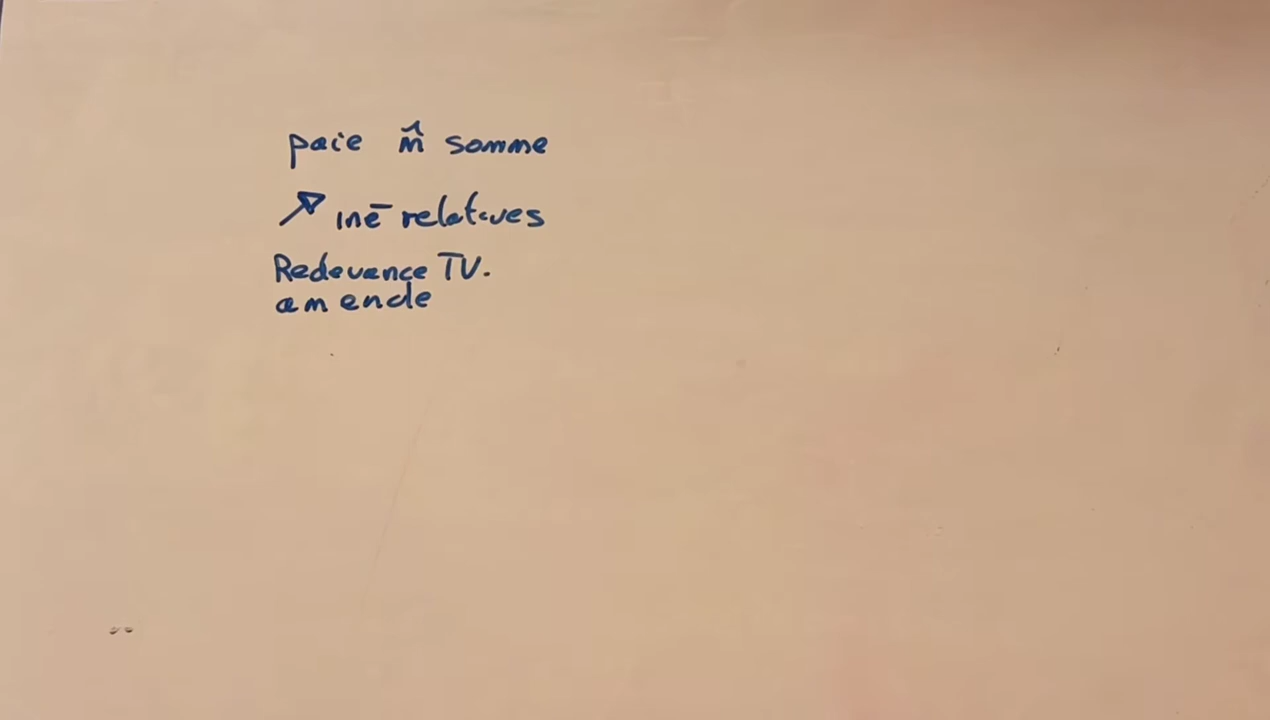 paie m̂ somme
↗ inē relatives
Redevance TV.
amende